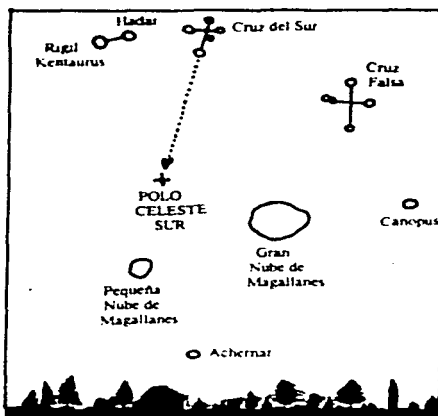 Hadar
Cruz del Sur
Rigil
Kentaurus
Cruz
Falsa
POLO
CELESTE
SUR
Canopus
Gran
Nube de
Magallanes
Pequeña
Nube de
Magallanes
Achernar